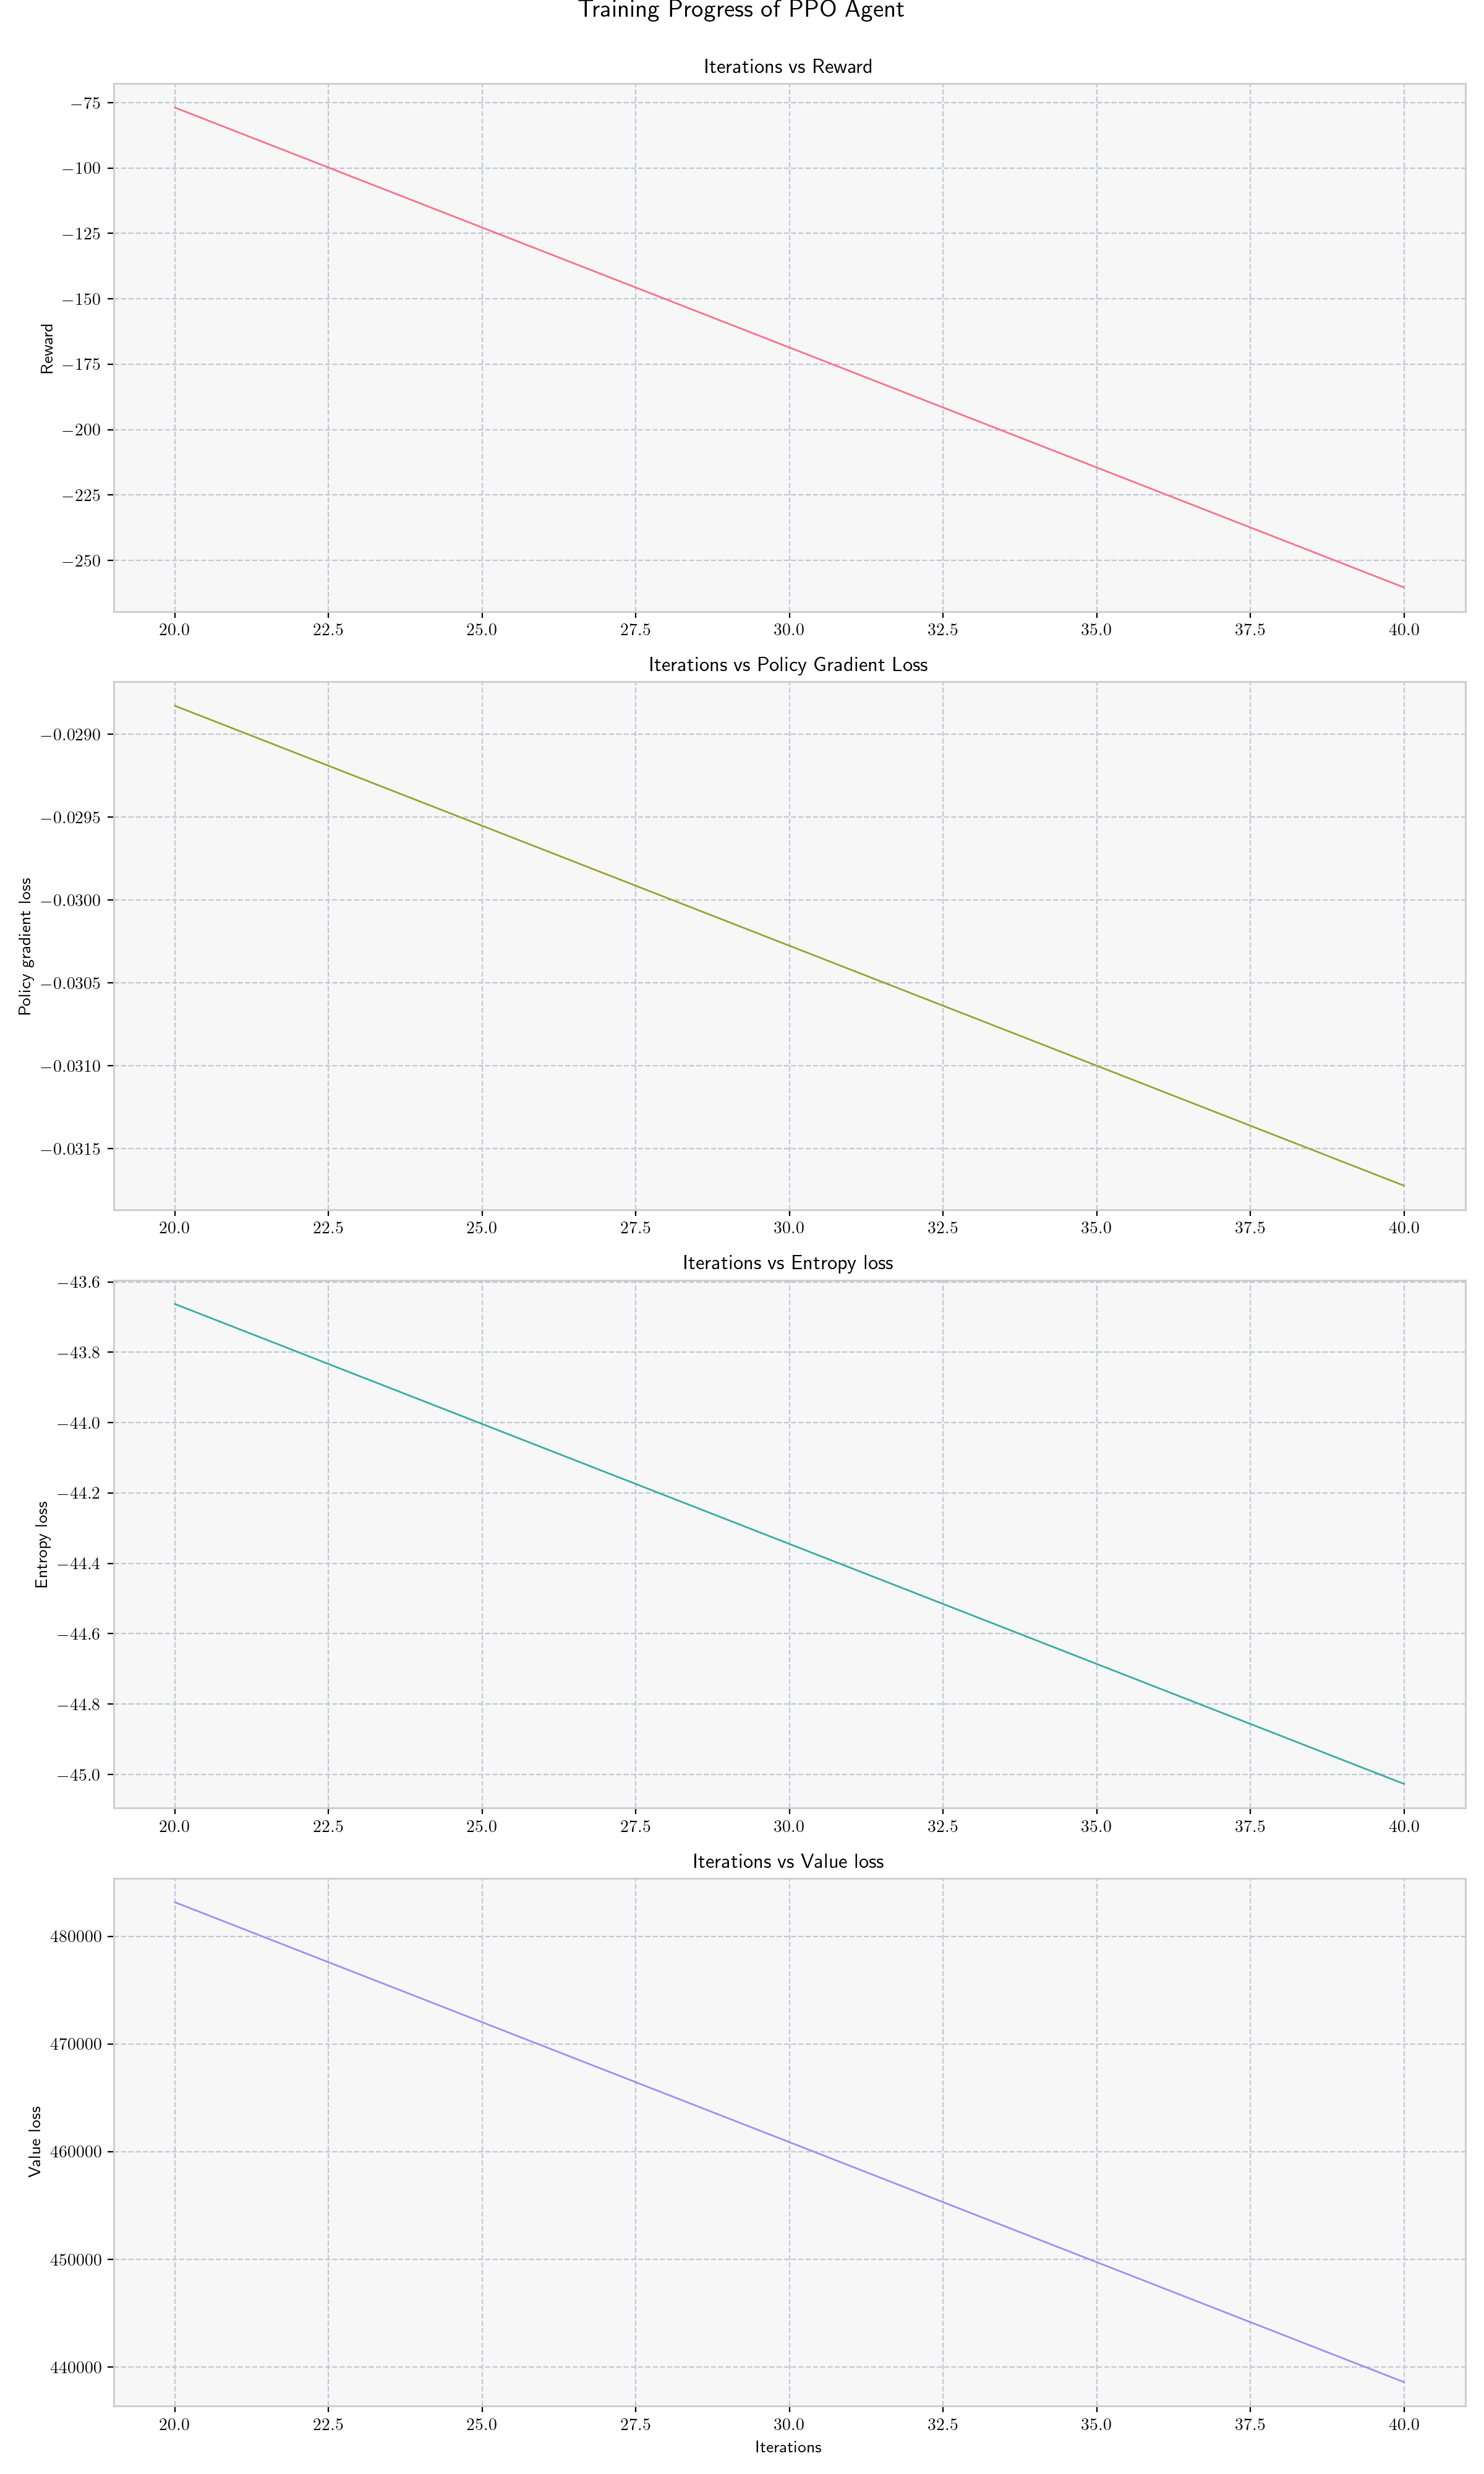 Training Progress of PPO Agent
Iterations vs Reward
Reward
−75
−100
−125
−150
−175
−200
−225
−250
20.0 22.5 25.0 27.5 30.0 32.5 35.0 37.5 40.0
Iterations vs Policy Gradient Loss
Policy gradient loss
−0.0290
−0.0295
−0.0300
−0.0305
−0.0310
−0.0315
20.0 22.5 25.0 27.5 30.0 32.5 35.0 37.5 40.0
Iterations vs Entropy loss
Entropy loss
−43.6
−43.8
−44.0
−44.2
−44.4
−44.6
−44.8
−45.0
20.0 22.5 25.0 27.5 30.0 32.5 35.0 37.5 40.0
Iterations vs Value loss
Value loss
480000
470000
460000
450000
440000
20.0 22.5 25.0 27.5 30.0 32.5 35.0 37.5 40.0
Iterations